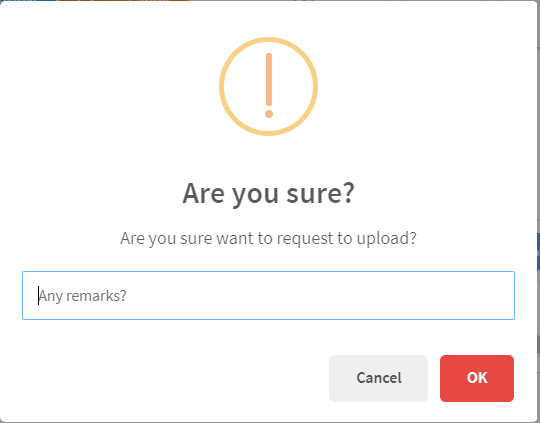 Are you sure?
Are you sure want to request to upload?
Any remarks?
Cancel
OK